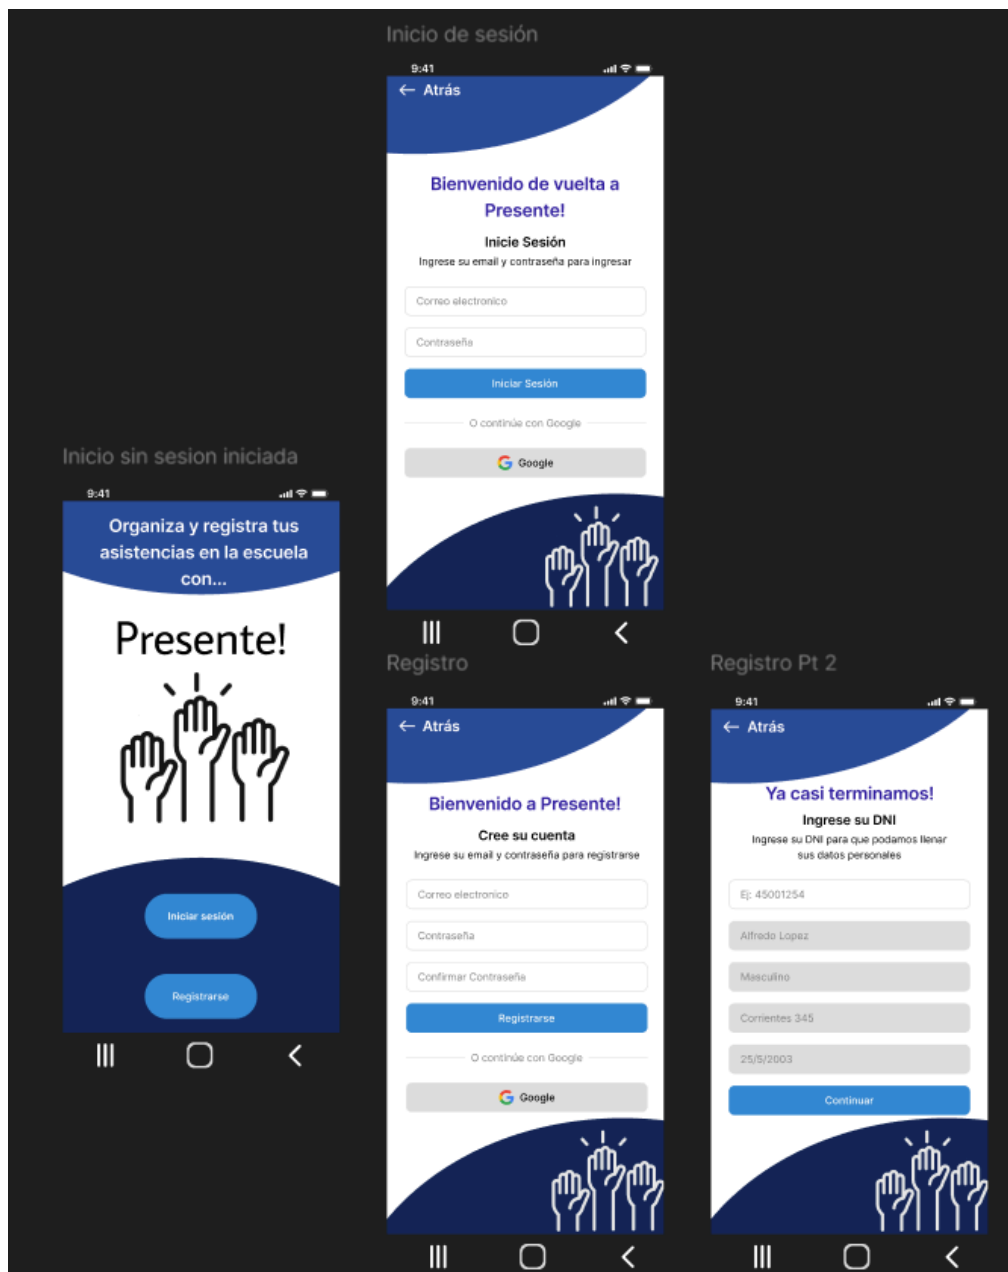 Inicio de sesión
9:41
Atrás
Bienvenido de vuelta a
Presente!
Inicie Sesión
Ingrese su email y contraseña para ingresar
Correo electronico
Contraseña
Iniciar Sesión
O continúe con Google
Google
Inicio sin sesion iniciada
9:41
Organiza y registra tus
asistencias en la escuela
con...
Presente!
Iniciar sesión
Registrarse
Registro
9:41
Atrás
Bienvenido a Presente!
Cree su cuenta
Ingrese su email y contraseña para registrarse
Correo electronico
Contraseña
Confirmar Contraseña
Registrarse
O continúe con Google
Google
Registro Pt 2
9:41
Atrás
Ya casi terminamos!
Ingrese su DNI
Ingrese su DNI para que podamos llenar
sus datos personales
Ej: 45001254
Alfredo Lopez
Masculino
Corrientes 345
25/5/2003
Continuar